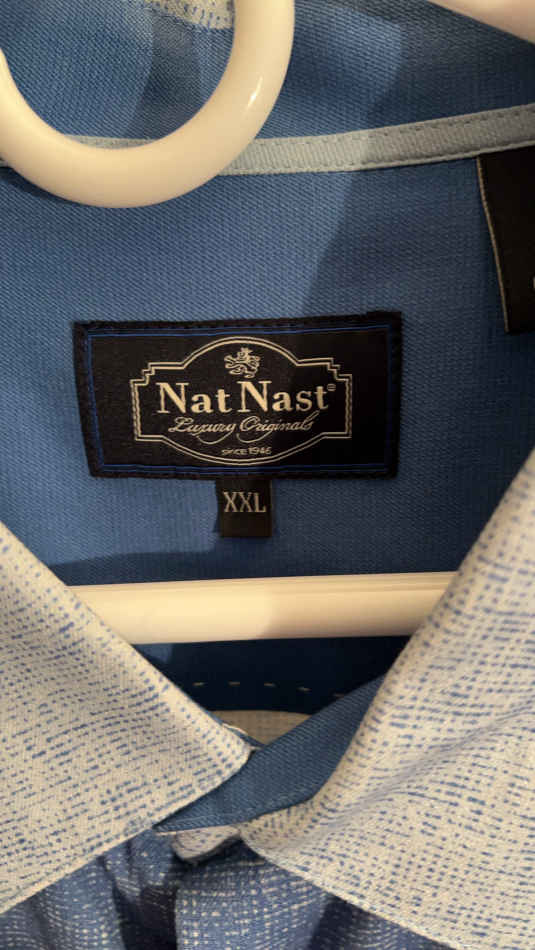 Nat Nast®
Luxury Originals
since 1946
XXL